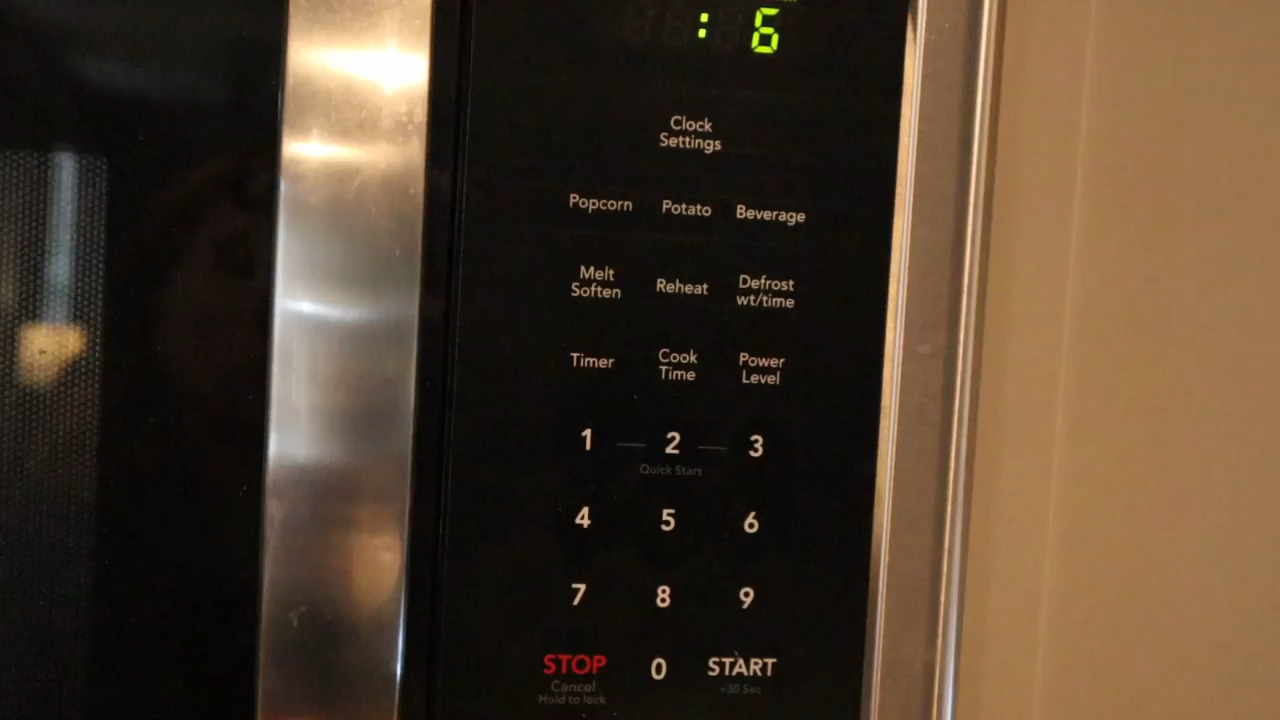 : 6
Clock
Settings
Popcorn Potato Beverage
Melt
Soften
Reheat
Defrost
wt/time
Timer
Cook
Time
Power
Level
1 2 3
Quick Start
4 5 6
7 8 9
STOP 0 START
Cancel
Hold to lock
+30 Sec